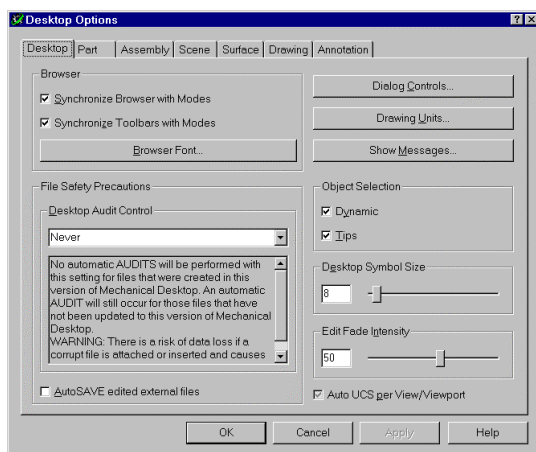 Desktop Options
Desktop Part Assembly Scene Surface Drawing Annotation
Browser
Synchronize Browser with Modes
Synchronize Toolbars with Modes
Browser Font...
Dialog Controls...
Drawing Units...
Show Messages...
File Safety Precautions
Desktop Audit Control
Never
No automatic AUDITS will be performed with
this setting for files that were created in this
version of Mechanical Desktop. An automatic
AUDIT will still occur for those files that have
not been updated to this version of Mechanical
Desktop.
WARNING: There is a risk of data loss if a
corrupt file is attached or inserted and causes
AutoSAVE edited external files
Object Selection
Dynamic
Tips
Desktop Symbol Size
8
Edit Fade Intensity
50
Auto UCS per View/Viewport
OK Cancel Apply Help